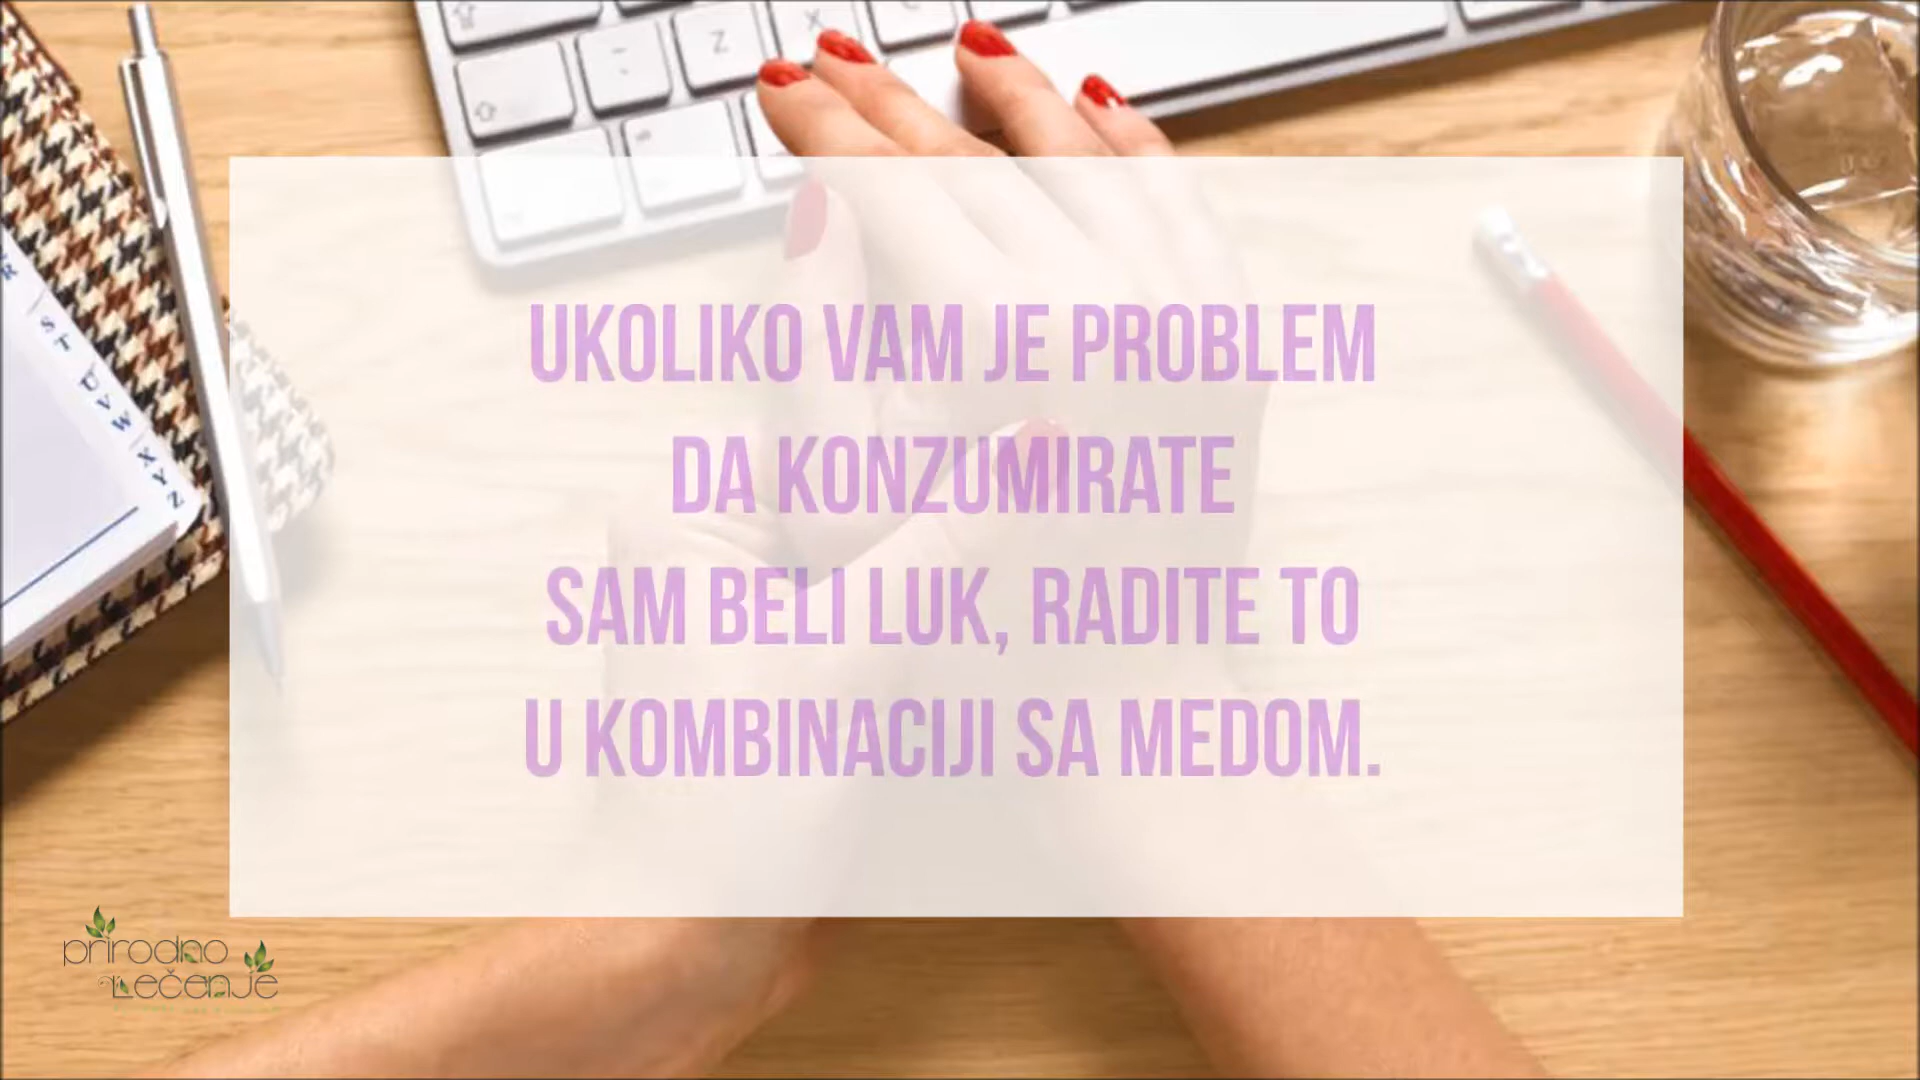 UKOLIKO VAM JE PROBLEM
DA KONZUMIRATE
SAM BELI LUK, RADITE TO
U KOMBINACIJI SA MEDOM.
prirodno
Lečenje
Z
X
C
R
S
T
U
V
W
X
Y
Z